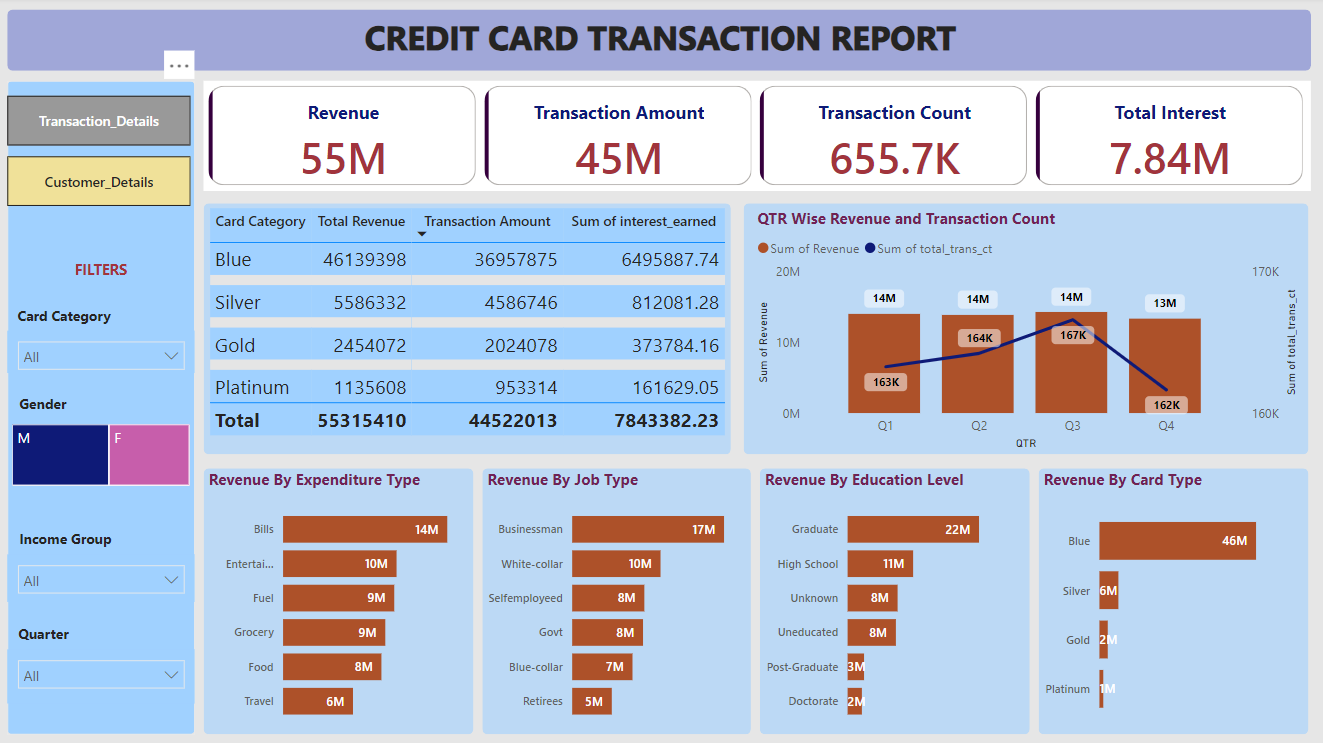 CREDIT CARD TRANSACTION REPORT
Transaction_Details
Customer_Details
FILTERS
Card Category
All
Gender
M F
Income Group
All
Quarter
All
Revenue
55M
Transaction Amount
45M
Transaction Count
655.7K
Total Interest
7.84M
Card Category Total Revenue Transaction Amount Sum of interest_earned
Blue 46139398 36957875 6495887.74
Silver 5586332 4586746 812081.28
Gold 2454072 2024078 373784.16
Platinum 1135608 953314 161629.05
Total 55315410 44522013 7843382.23
QTR Wise Revenue and Transaction Count
Sum of Revenue Sum of total_trans_ct
20M 170K
14M 14M 14M 13M
Sum of Revenue
Sum of total_trans_ct
10M
163K 164K 167K 162K
0M 160K
Q1 Q2 Q3 Q4
QTR
Revenue By Expenditure Type
Bills 14M
Entertai... 10M
Fuel 9M
Grocery 9M
Food 8M
Travel 6M
Revenue By Job Type
Businessman 17M
White-collar 10M
Selfemployeed 8M
Govt 8M
Blue-collar 7M
Retirees 5M
Revenue By Education Level
Graduate 22M
High School 11M
Unknown 8M
Uneducated 8M
Post-Graduate 3M
Doctorate 2M
Revenue By Card Type
Blue 46M
Silver 6M
Gold 2M
Platinum 1M